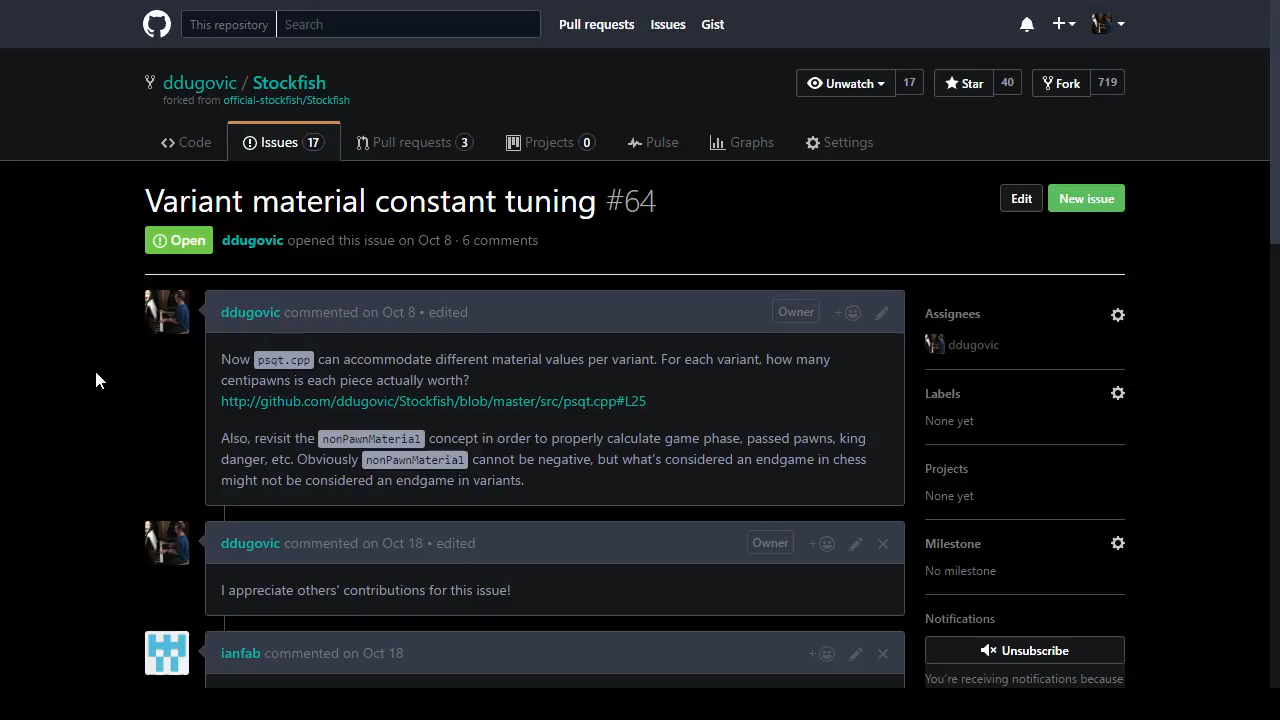 This repository Search Pull requests Issues Gist
ddugovic / Stockfish
forked from official-stockfish/Stockfish
Unwatch 17 Star 40 Fork 719
Code Issues 17 Pull requests 3 Projects 0 Pulse Graphs Settings
Variant material constant tuning #64
Edit New issue
Open ddugovic opened this issue on Oct 8 · 6 comments
ddugovic commented on Oct 8 • edited Owner
Now psqt.cpp can accommodate different material values per variant. For each variant, how many
centipawns is each piece actually worth?
http://github.com/ddugovic/Stockfish/blob/master/src/psqt.cpp#L25
Also, revisit the nonPawnMaterial concept in order to properly calculate game phase, passed pawns, king
danger, etc. Obviously nonPawnMaterial cannot be negative, but what's considered an endgame in chess
might not be considered an endgame in variants.
ddugovic commented on Oct 18 • edited Owner
I appreciate others' contributions for this issue!
ianfab commented on Oct 18
Assignees
ddugovic
Labels
None yet
Projects
None yet
Milestone
No milestone
Notifications
Unsubscribe
You're receiving notifications because